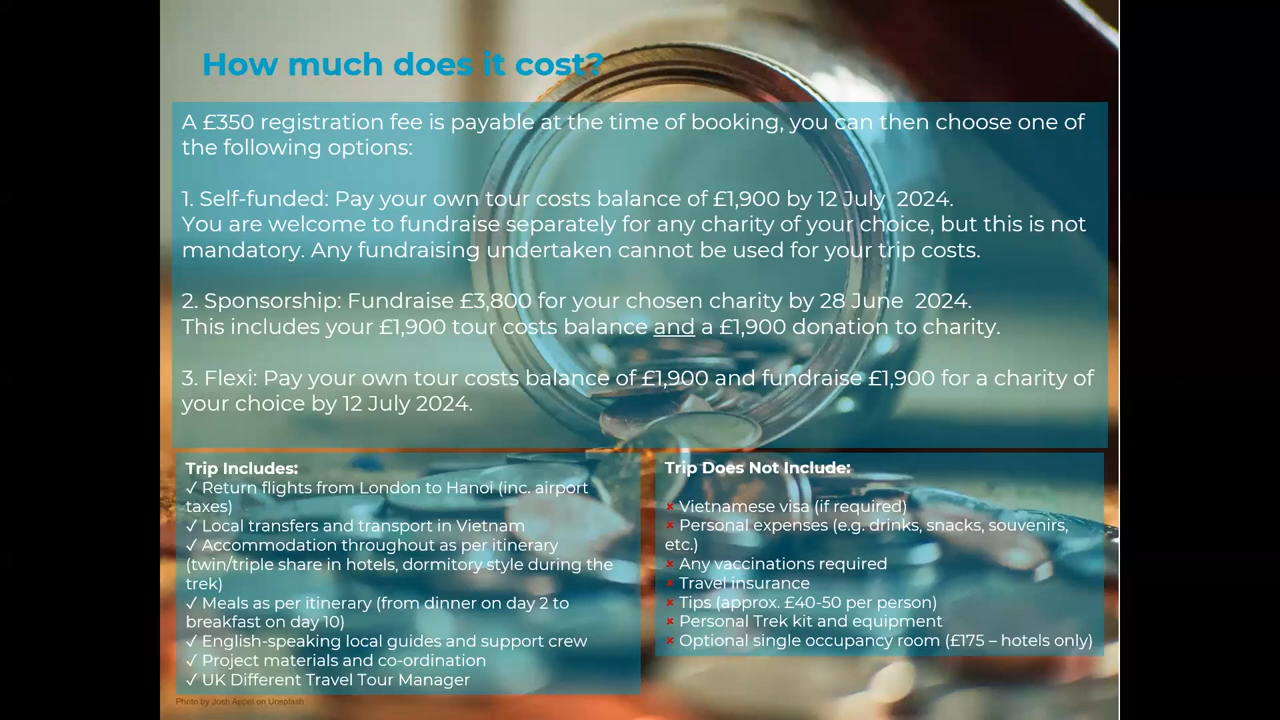 How much does it cost?
A £350 registration fee is payable at the time of booking, you can then choose one of
the following options:
1. Self-funded: Pay your own tour costs balance of £1,900 by 12 July  2024.
You are welcome to fundraise separately for any charity of your choice, but this is not
mandatory. Any fundraising undertaken cannot be used for your trip costs.
2. Sponsorship: Fundraise £3,800 for your chosen charity by 28 June  2024.
This includes your £1,900 tour costs balance and a £1,900 donation to charity.
3. Flexi: Pay your own tour costs balance of £1,900 and fundraise £1,900 for a charity of
your choice by 12 July 2024.
Trip Includes:
✓ Return flights from London to Hanoi (inc. airport
taxes)
✓ Local transfers and transport in Vietnam
✓ Accommodation throughout as per itinerary
(twin/triple share in hotels, dormitory style during the
trek)
✓ Meals as per itinerary (from dinner on day 2 to
breakfast on day 10)
✓ English-speaking local guides and support crew
✓ Project materials and co-ordination
✓ UK Different Travel Tour Manager
Trip Does Not Include:
× Vietnamese visa (if required)
× Personal expenses (e.g. drinks, snacks, souvenirs,
etc.)
× Any vaccinations required
× Travel insurance
× Tips (approx. £40-50 per person)
× Personal Trek kit and equipment
× Optional single occupancy room (£175 – hotels only)
Photo by Josh Appel on Unsplash